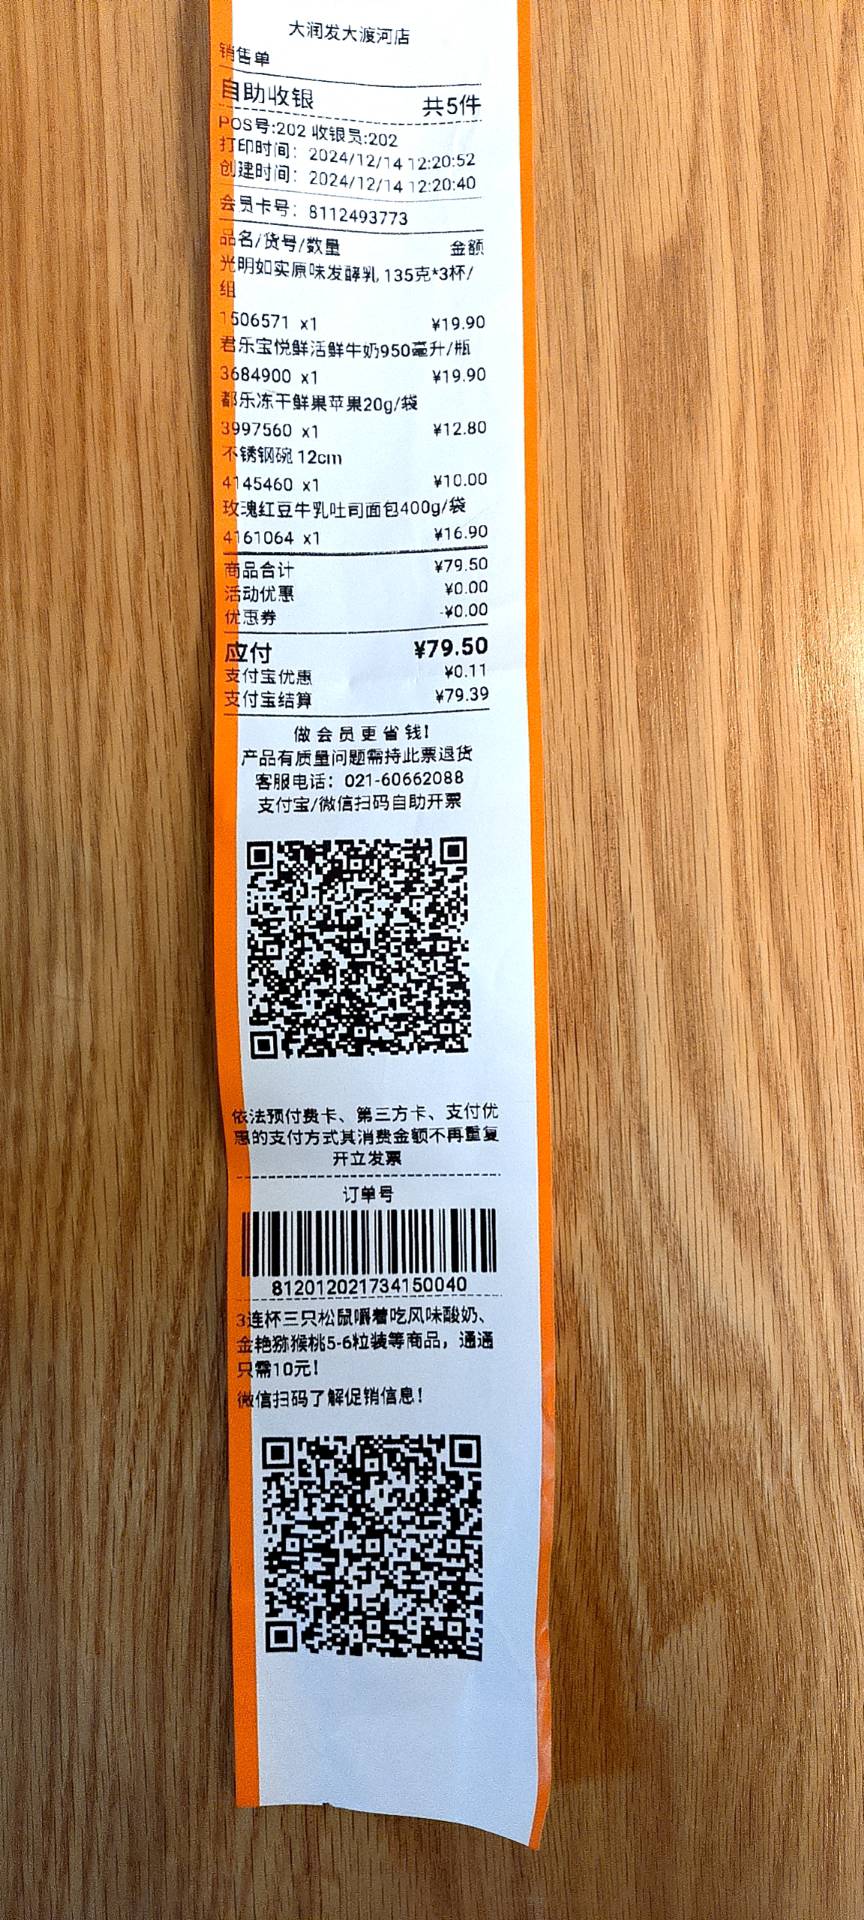 大润发大渡河店
销售单
自助收银 共5件
POS号:202 收银员:202
打印时间: 2024/12/14 12:20:52
创建时间: 2024/12/14 12:20:40
会员卡号: 8112493773
品名/货号/数量 金额
光明如实原味发酵乳 135克*3杯/
组
1506571 x1 ¥19.90
君乐宝悦鲜活鲜牛奶950毫升/瓶
3684900 x1 ¥19.90
都乐冻干鲜果苹果20g/袋
3997560 x1 ¥12.80
不锈钢碗 12cm
4145460 x1 ¥10.00
玫瑰红豆牛乳吐司面包400g/袋
4161064 x1 ¥16.90
商品合计 ¥79.50
活动优惠 ¥0.00
优惠券 -¥0.00
应付 ¥79.50
支付宝优惠 ¥0.11
支付宝结算 ¥79.39
做会员更省钱!
产品有质量问题需持此票退货
客服电话: 021-60662088
支付宝/微信扫码自助开票
依法预付费卡、第三方卡、支付优
惠的支付方式其消费金额不再重复
开立发票
订单号
812012021734150040
3连杯三只松鼠嚼着吃风味酸奶、
金艳猕猴桃5-6粒装等商品，通通
只需10元!
微信扫码了解促销信息!